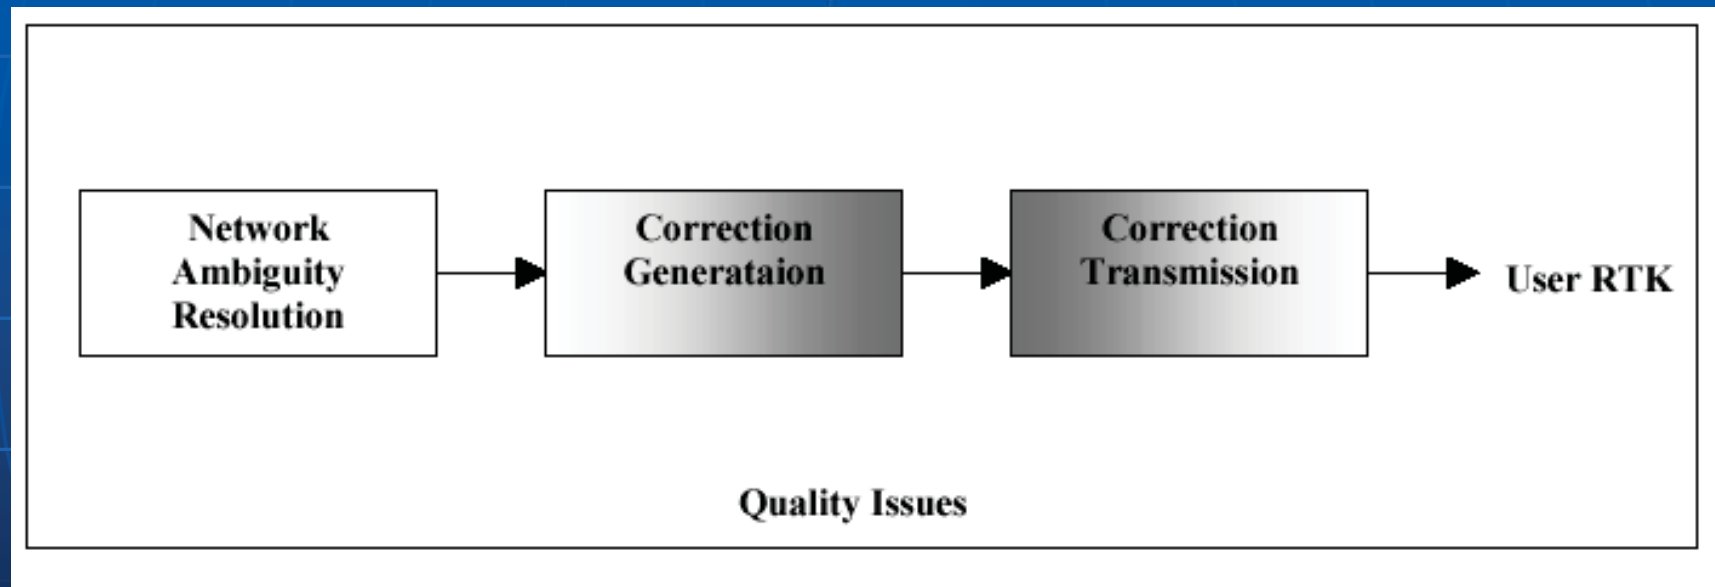 Network
Ambiguity
Resolution
Correction
Generataion
Correction
Transmission
User RTK
Quality Issues